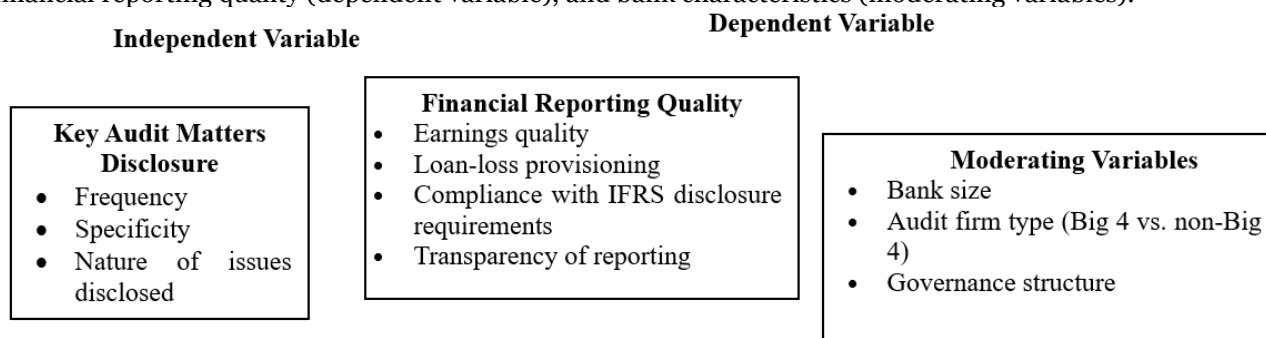 financial reporting quality (dependent variable), and bank characteristics (moderating variables).
Independent Variable
Dependent Variable
Key Audit Matters
Disclosure
• Frequency
• Specificity
• Nature of issues
disclosed
Financial Reporting Quality
• Earnings quality
• Loan-loss provisioning
• Compliance with IFRS disclosure
requirements
• Transparency of reporting
Moderating Variables
• Bank size
• Audit firm type (Big 4 vs. non-Big
4)
• Governance structure